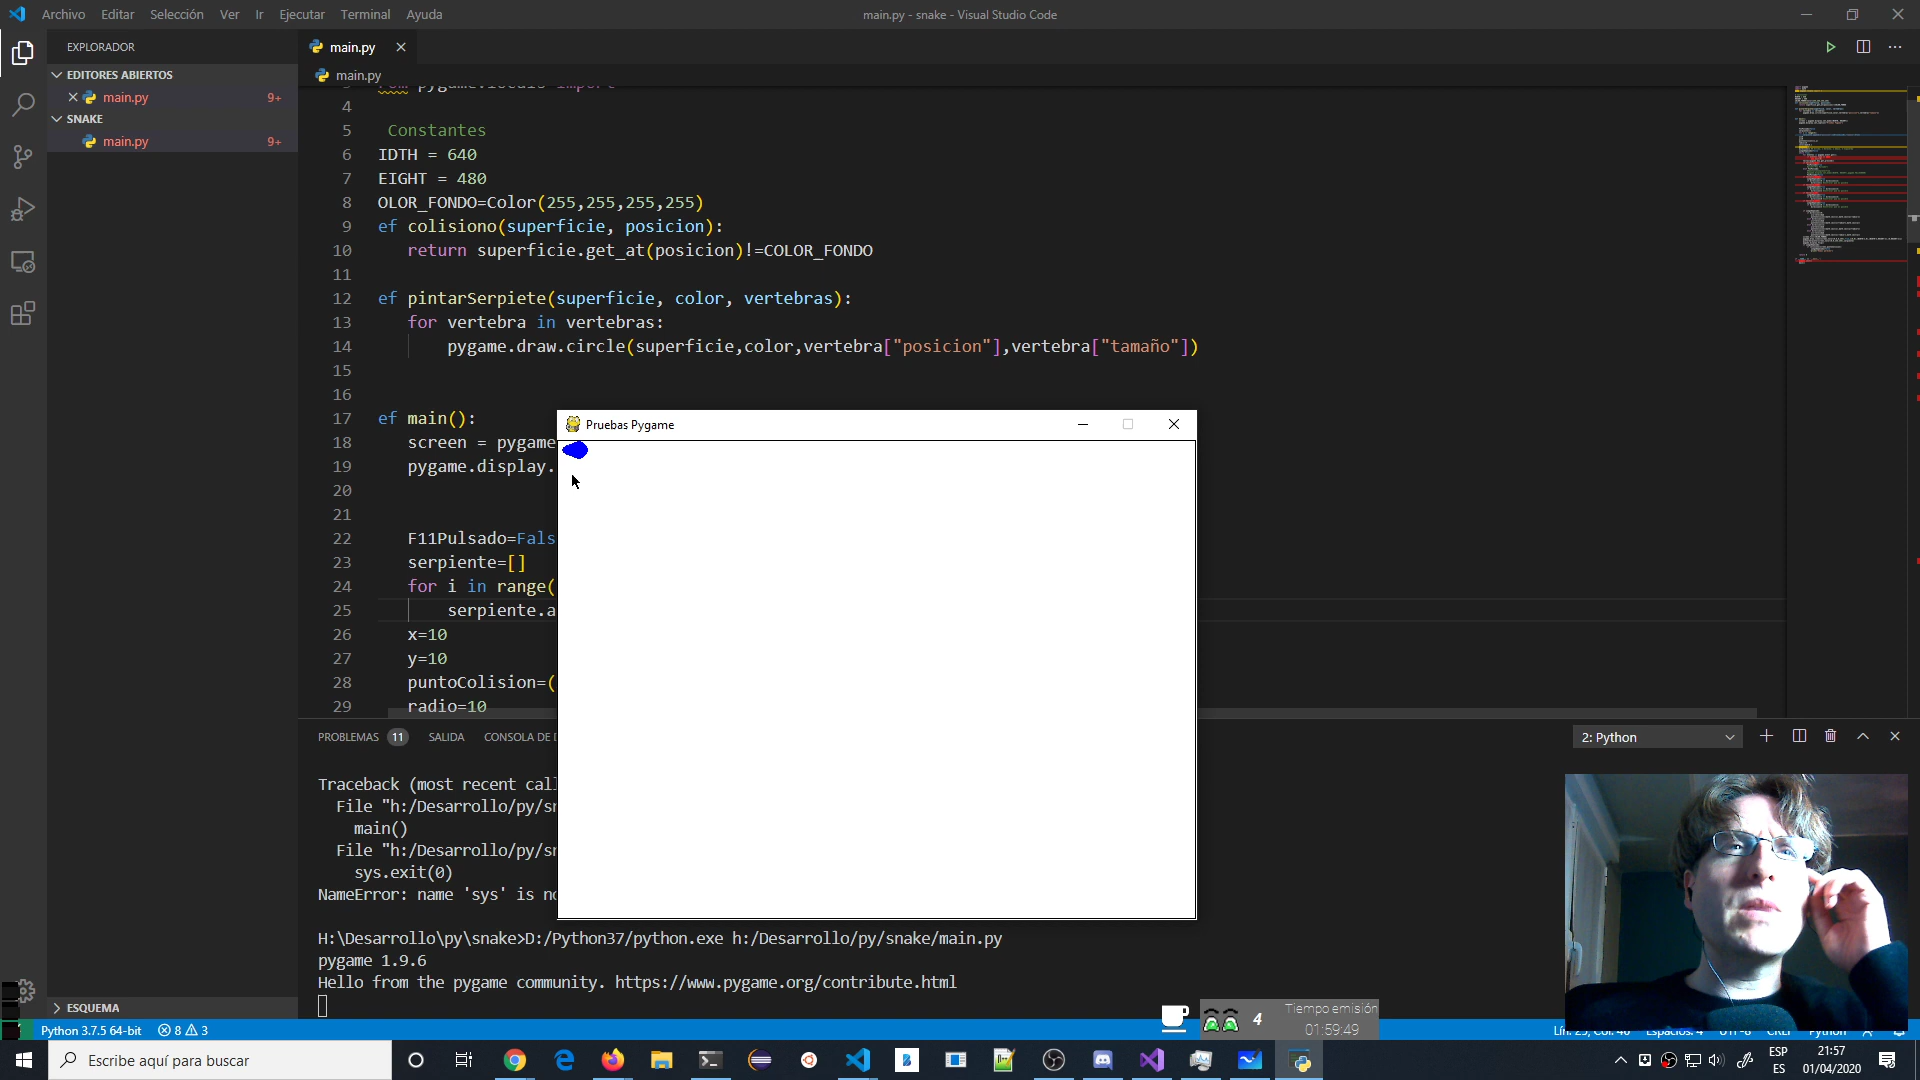 Archivo Editar Selección Ver Ir Ejecutar Terminal Ayuda
main.py - snake - Visual Studio Code
EXPLORADOR
EDITORES ABIERTOS
main.py 9+
SNAKE
main.py 9+
ESQUEMA
main.py
main.py
4
5 Constantes
6 IDTH = 640
7 EIGHT = 480
8 OLOR_FONDO=Color(255,255,255,255)
9 ef colisiono(superficie, posicion):
10 return superficie.get_at(posicion)!=COLOR_FONDO
11
12 ef pintarSerpiete(superficie, color, vertebras):
13 for vertebra in vertebras:
14 pygame.draw.circle(superficie,color,vertebra["posicion"],vertebra["tamaño"])
15
16
17 ef main():
18 screen = pygame
19 pygame.display.
20
21
22 F11Pulsado=Fals
23 serpiente=[]
24 for i in range(
25 serpiente.a
26 x=10
27 y=10
28 puntoColision=(
29 radio=10
Pruebas Pygame
PROBLEMAS 11 SALIDA CONSOLA DE
2: Python
Traceback (most recent cal
File "h:/Desarrollo/py/s
main()
File "h:/Desarrollo/py/s
sys.exit(0)
NameError: name 'sys' is n
H:\Desarrollo\py\snake>D:/Python37/python.exe h:/Desarrollo/py/snake/main.py
pygame 1.9.6
Hello from the pygame community. https://www.pygame.org/contribute.html
4
Tiempo emisión
01:59:49
Python 3.7.5 64-bit 8 3
Escribe aquí para buscar
ESP
ES
21:57
01/04/2020